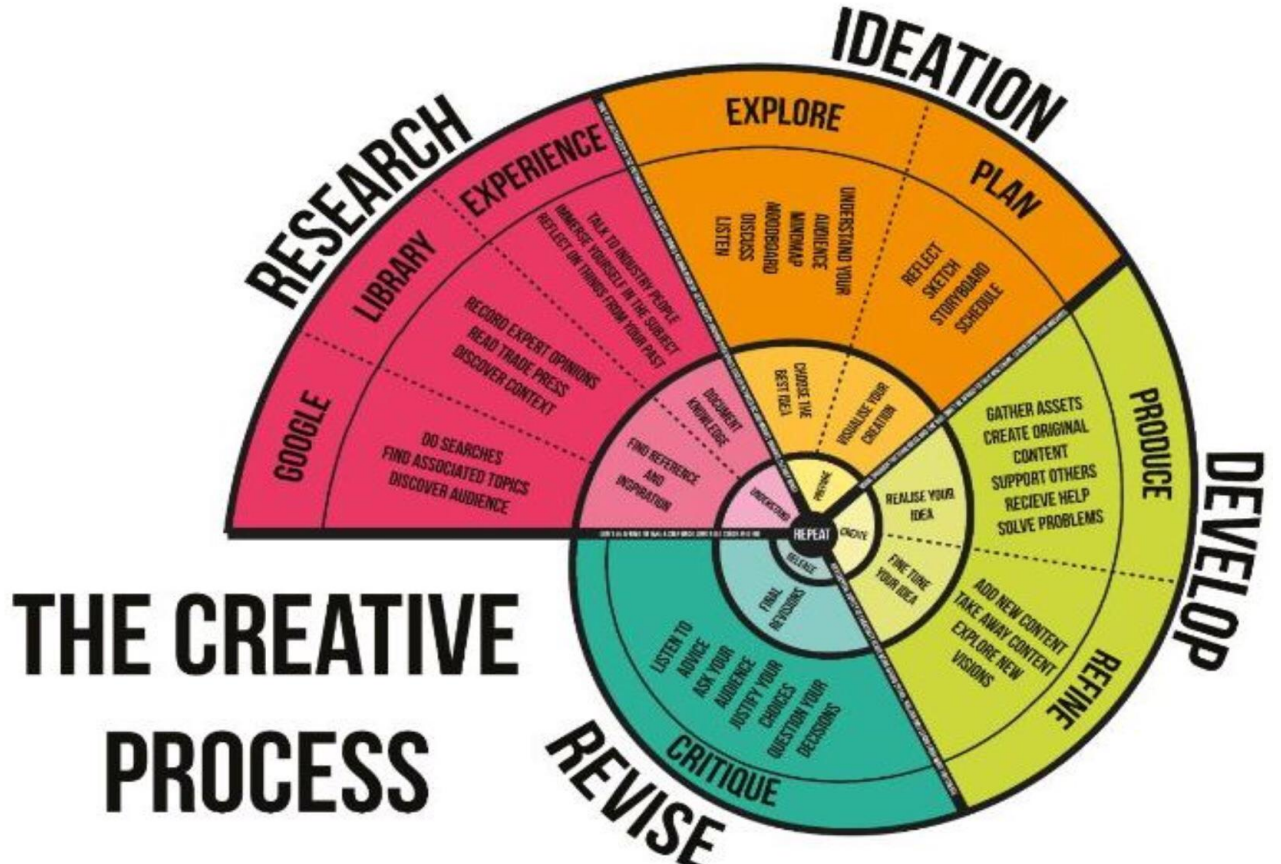 THE CREATIVE
PROCESS
RESEARCH
GOOGLE
DO SEARCHES
FIND ASSOCIATED TOPICS
DISCOVER AUDIENCE
LIBRARY
RECORD EXPERT OPINIONS
READ TRADE PRESS
DISCOVER CONTEXT
EXPERIENCE
TALK TO INDUSTRY PEOPLE
IMMERSE YOURSELF IN THE SUBJECT
REFLECT ON THINGS FROM YOUR PAST
FIND REFERENCE
AND
INSPIRATION
DOCUMENT
KNOWLEDGE
UNDERSTAND
IDEATION
EXPLORE
UNDERSTAND YOUR
AUDIENCE
MINDMAP
MOODBOARD
DISCUSS
LISTEN
PLAN
REFLECT
SKETCH
STORYBOARD
SCHEDULE
CHOOSE THE
BEST IDEA
VISUALISE YOUR
CREATION
PREPARE
DEVELOP
PRODUCE
GATHER ASSETS
CREATE ORIGINAL
CONTENT
SUPPORT OTHERS
RECIEVE HELP
SOLVE PROBLEMS
REFINE
ADD NEW CONTENT
TAKE AWAY CONTENT
EXPLORE NEW
VISIONS
REALISE YOUR
IDEA
FINE TUNE
YOUR IDEA
CREATE
REVISE
CRITIQUE
LISTEN TO
ADVICE
ASK YOUR
AUDIENCE
JUSTIFY YOUR
CHOICES
QUESTION YOUR
DECISIONS
FINAL
REVISIONS
RELEASE
REPEAT